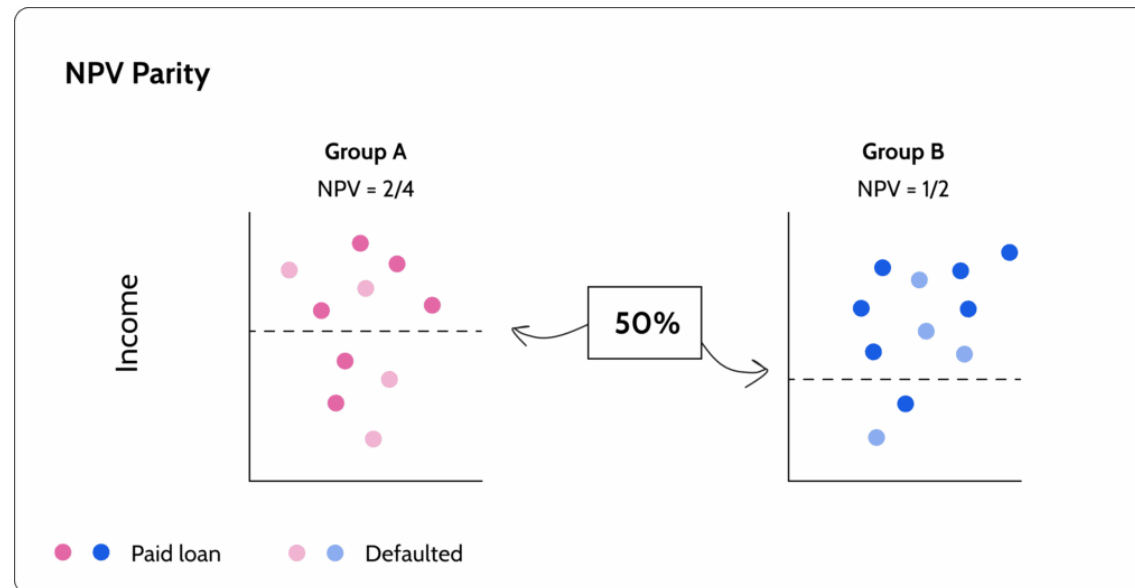 NPV Parity
Group A
NPV = 2/4
Group B
NPV = 1/2
Income
50%
Paid loan
Defaulted